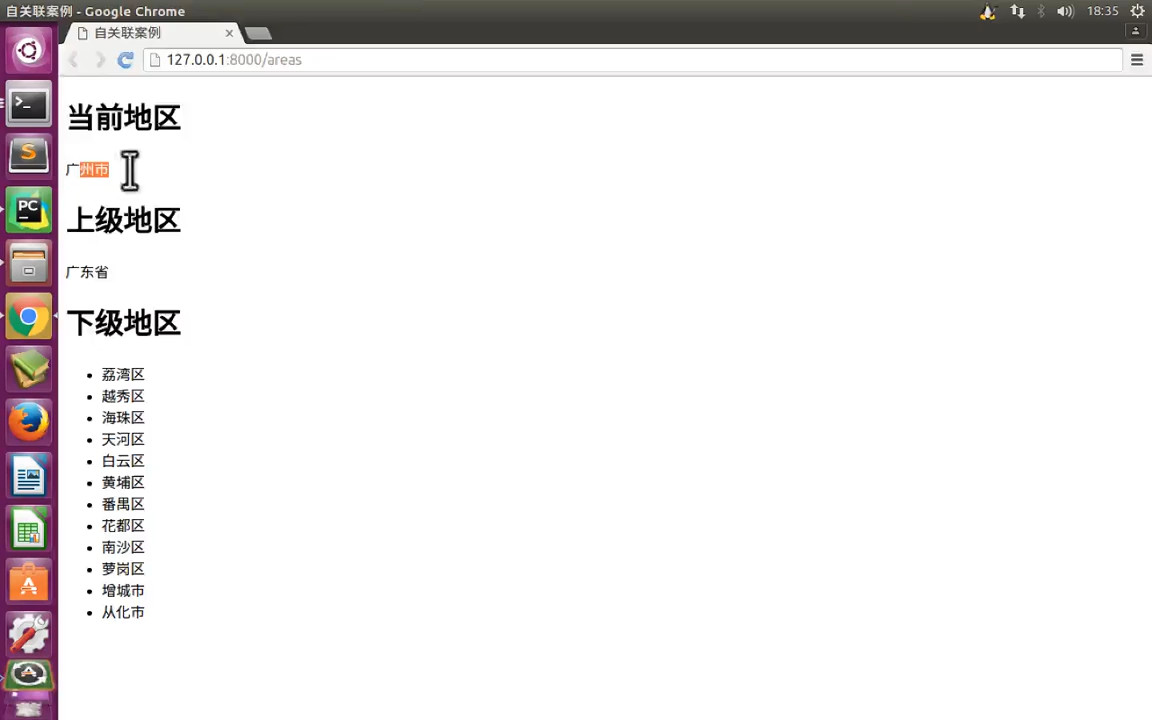 自关联案例 - Google Chrome
18:35
自关联案例
127.0.0.1:8000/areas
当前地区
广州市
上级地区
广东省
下级地区
荔湾区
越秀区
海珠区
天河区
白云区
黄埔区
番禺区
花都区
南沙区
萝岗区
增城市
从化市